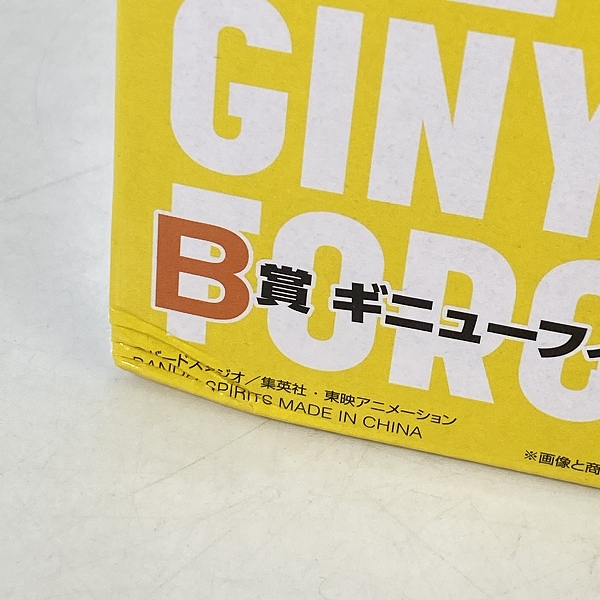 GINY
FORC
B賞 ギニューフ
バードスタジオ／集英社・東映アニメーション
SPIRITS MADE IN CHINA
※画像と商